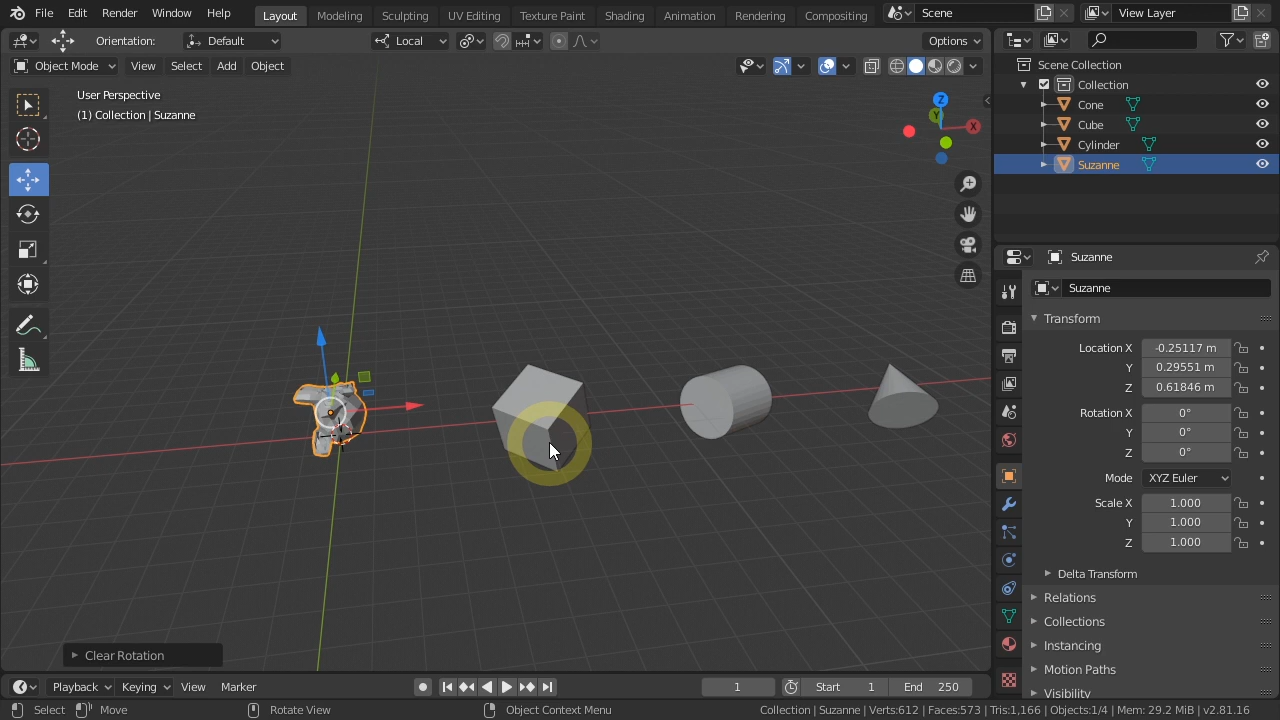 File Edit Render Window Help Layout Modeling Sculpting UV Editing Texture Paint Shading Animation Rendering Compositing Scene View Layer
Orientation: Default Local Options
Object Mode View Select Add Object
User Perspective
(1) Collection | Suzanne
Z
Y
X
Scene Collection
Collection
Cone
Cube
Cylinder
Suzanne
Suzanne
Suzanne
Transform
Location X -0.25117 m
Y 0.29551 m
Z 0.61846 m
Rotation X 0°
Y 0°
Z 0°
Mode XYZ Euler
Scale X 1.000
Y 1.000
Z 1.000
Delta Transform
Relations
Collections
Instancing
Motion Paths
Visibility
Clear Rotation
Playback Keying View Marker 1 Start 1 End 250
Select Move Rotate View Object Context Menu Collection | Suzanne | Verts:612 | Faces:573 | Tris:1,166 | Objects:1/4 | Mem: 29.2 MiB | v2.81.16